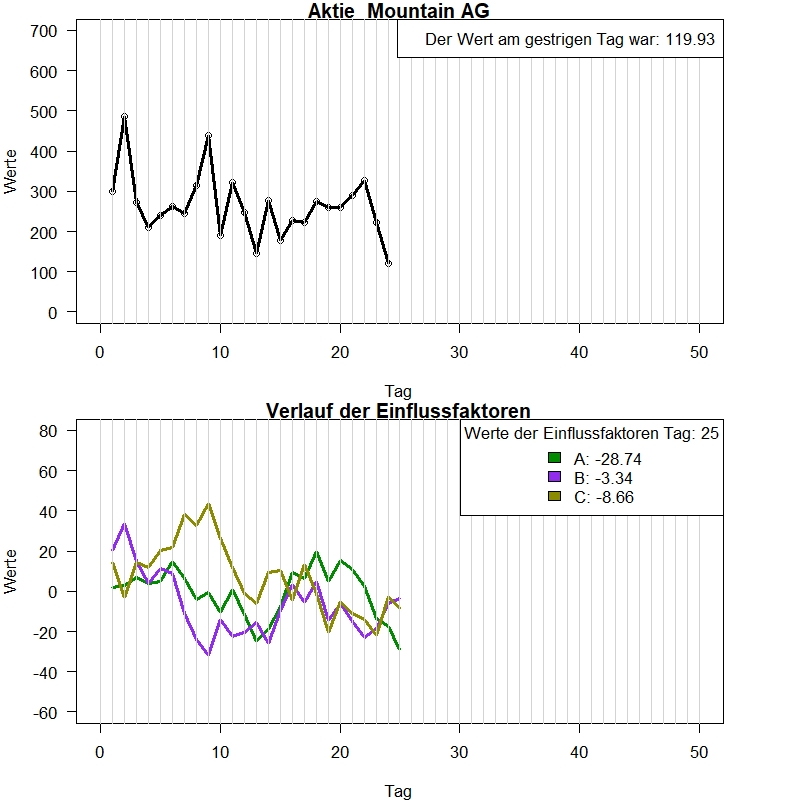 Aktie  Mountain AG
Der Wert am gestrigen Tag war: 119.93
Werte
700
600
500
400
300
200
100
0
0 10 20 30 40 50
Tag
Verlauf der Einflussfaktoren
Werte der Einflussfaktoren Tag: 25
A: -28.74
B: -3.34
C: -8.66
Werte
80
60
40
20
0
-20
-40
-60
0 10 20 30 40 50
Tag